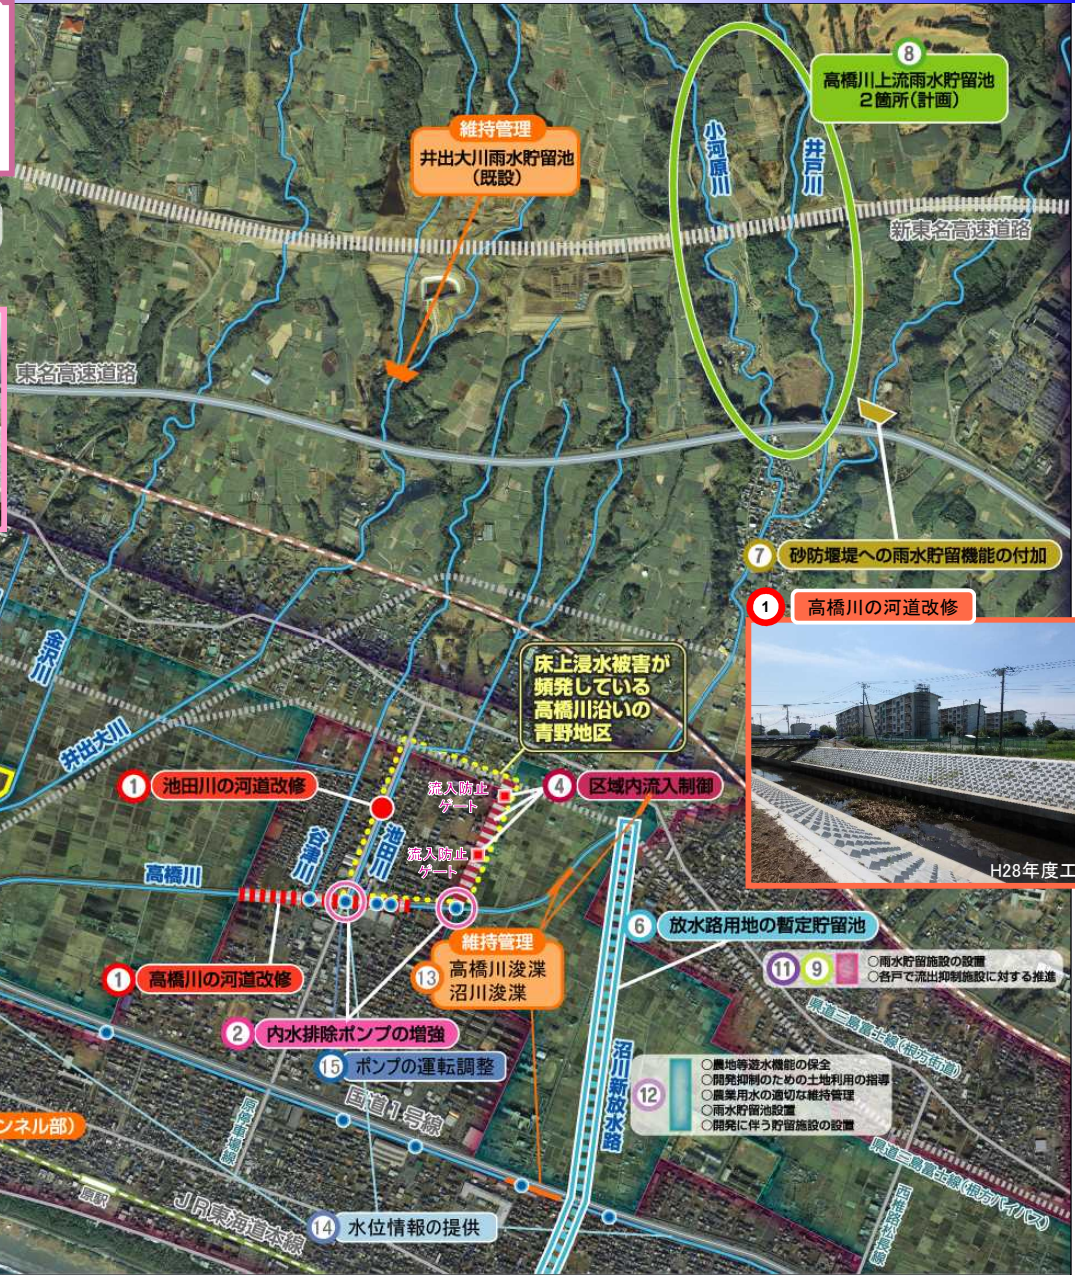 8
高橋川上流雨水貯留池
2箇所(計画)
維持管理
井出大川雨水貯留池
(既設)
小河原川
井戸川
新東名高速道路
東名高速道路
7 砂防堰堤への雨水貯留機能の付加
1 高橋川の河道改修
H28年度工
金沢川
井出大川
床上浸水被害が
頻発している
高橋川沿いの
青野地区
1 池田川の河道改修
流入防止
ゲート
4 区域内流入制御
谷津川
池田川
流入防止
ゲート
高橋川
1 高橋川の河道改修
維持管理
13 高橋川浚渫
沼川浚渫
6 放水路用地の暫定貯留池
11 9
○雨水貯留施設の設置
○各戸で流出抑制施設に対する推進
2 内水排除ポンプの増強
15 ポンプの運転調整
県道三島富士線(根方街道)
12
○農地等遊水機能の保全
○開発抑制のための土地利用の指導
○農業用水の適切な維持管理
○雨水貯留池設置
○開発に伴う貯留施設の設置
国道1号線
沼川新放水路
原停車場線
ンネル部)
県道三島富士線(根方バイパス)
原駅
JR東海道本線
14 水位情報の提供
西椎路松長線